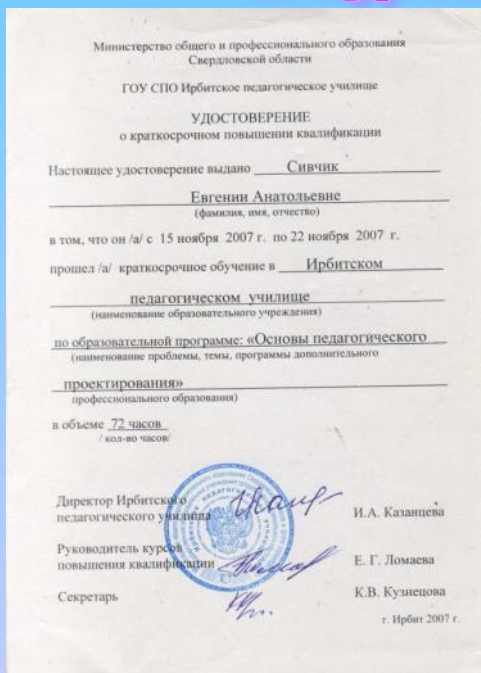 Министерство общего и профессионального образования
Свердловской области
ГОУ СПО Ирбитское педагогическое училище
УДОСТОВЕРЕНИЕ
о краткосрочном повышении квалификации
Настоящее удостоверение выдано Сивчик
Евгении Анатольевне
(фамилия, имя, отчество)
в том, что он /а/ с 15 ноября 2007 г. по 22 ноября 2007 г.
прошел /а/ краткосрочное обучение в Ирбитском
педагогическом училище
(наименование образовательного учреждения)
по образовательной программе: «Основы педагогического
(наименование проблемы, темы, программы дополнительного
проектирования»
профессионального образования)
в объеме 72 часов
/ кол-во часов/
Директор Ирбитского
педагогического училища И.А. Казанцева
Руководитель курсов
повышения квалификации Е. Г. Ломаева
Секретарь К.В. Кузнецова
г. Ирбит 2007 г.